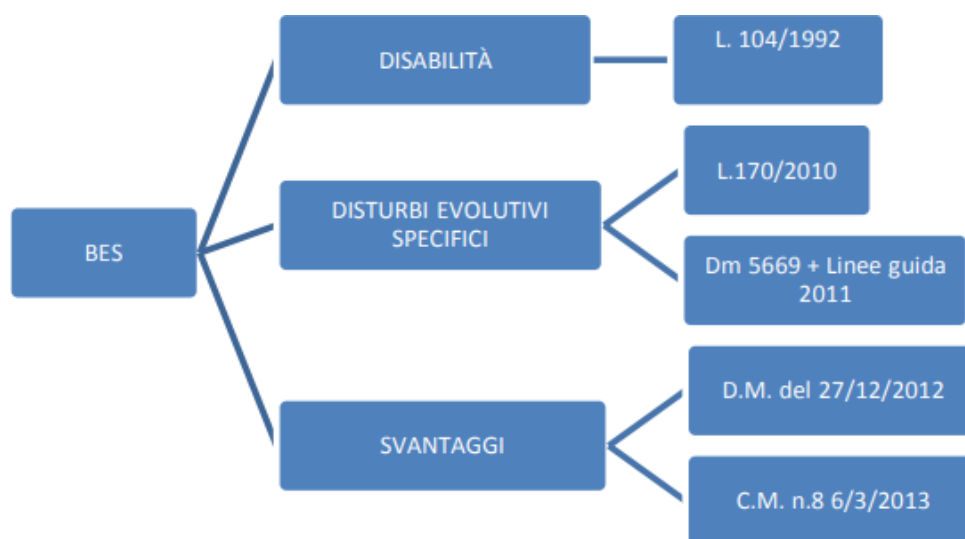 BES
DISABILITÀ
L. 104/1992
DISTURBI EVOLUTIVI
SPECIFICI
L.170/2010
Dm 5669 + Linee guida
2011
SVANTAGGI
D.M. del 27/12/2012
C.M. n.8 6/3/2013